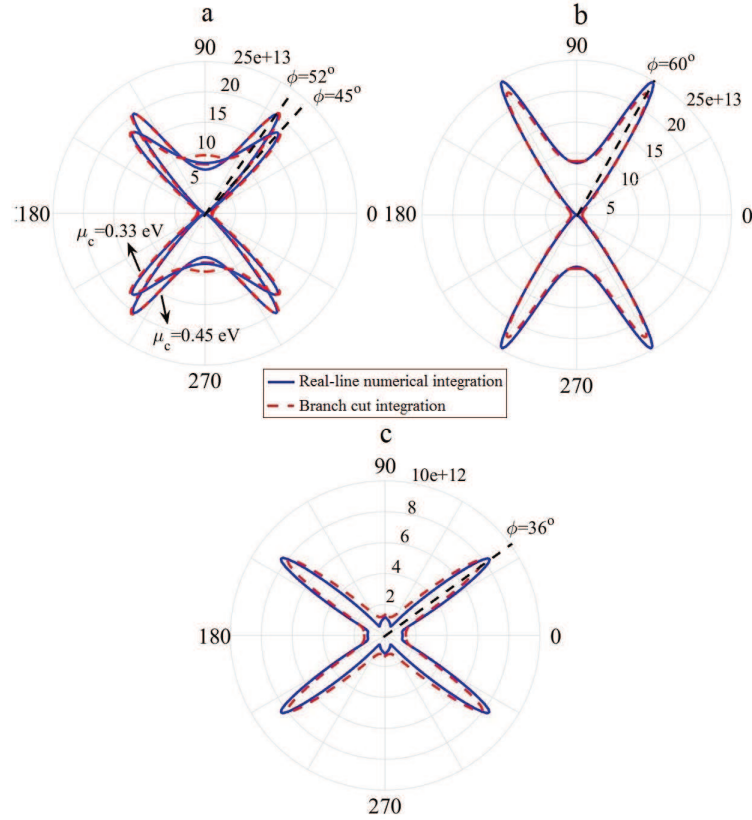 a
90
25e+13
20
15
10
5
ϕ=52°
ϕ=45°
:180
0
μc=0.33 eV
μc=0.45 eV
270
b
90
ϕ=60°
25e+13
20
15
10
5
180
0
270
Real-line numerical integration
Branch cut integration
c
90
10e+12
8
6
4
2
ϕ=36°
180
0
270